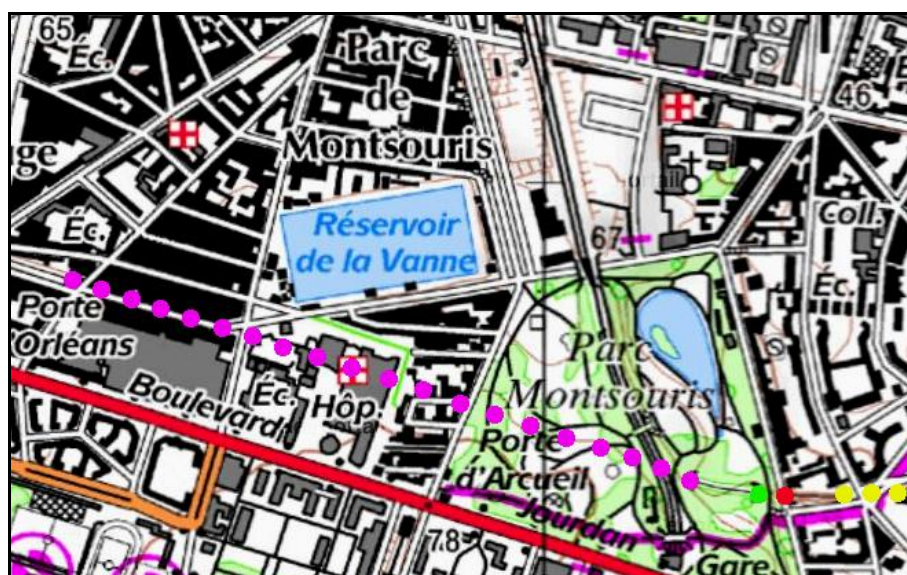 65
Éc.
Parc
de
Montsouris
46
ge
Réservoir
de la Vanne
67
Coll.
Éc.
Éc.
Porte
Orléans
Parc
Montsouris
Boulevard
Éc.
Hôp.
Porte
d'Arcueil
Jourdan
78
Gare